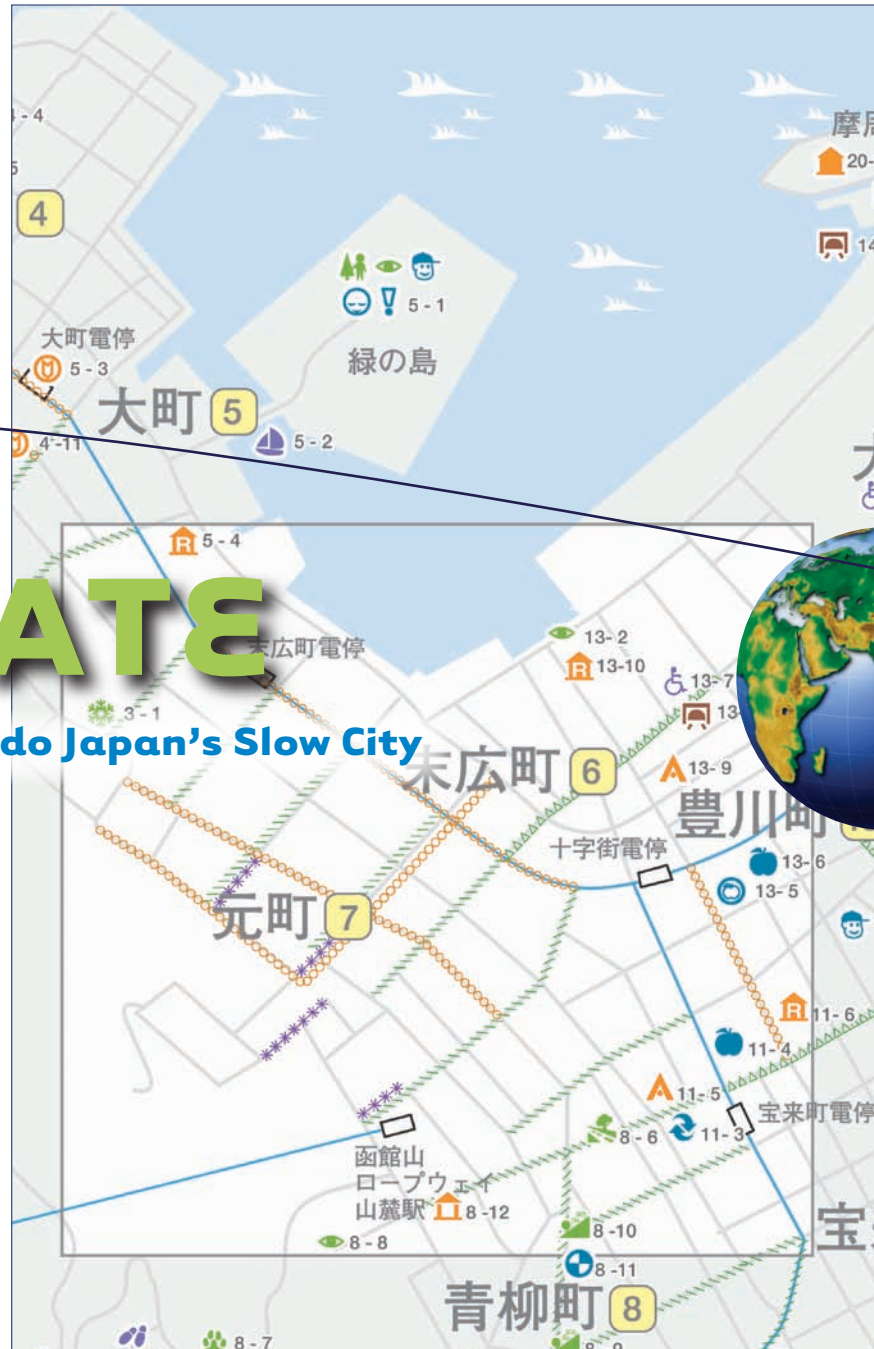 摩周
20-
14
4
5 - 1
緑の島
大町電停
5 - 3
大町 5
5 - 2
4 -11
5 - 4
ATE
末広町電停
13- 2
13-10
13- 7
13-
3 - 1
do Japan's Slow City
末広町 6
13- 9
豊川町
十字街電停
13- 6
13- 5
元町 7
11- 6
11- 4
11- 5
宝来町電停
8 - 6
11- 3
函館山
ロープウェイ
山麓駅
8 -12
8 -10
8 - 8
8 -11
青柳町 8
8 - 7